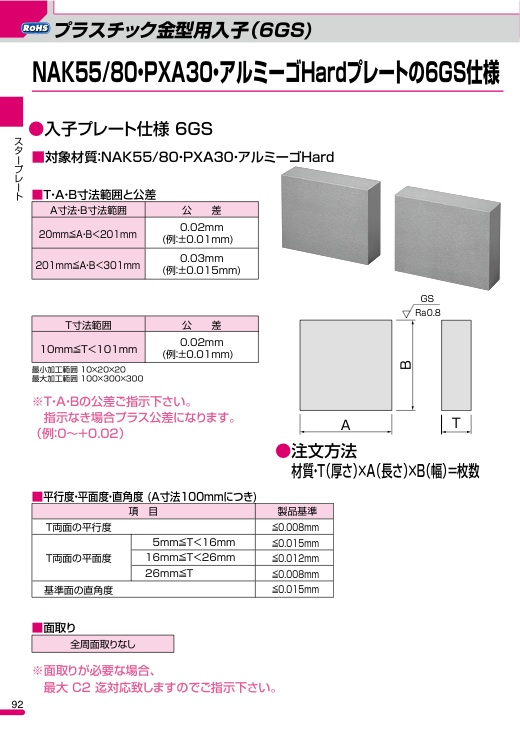 RoHS プラスチック金型用入子(6GS)
NAK55/80・PXA30・アルミーゴHardプレートの6GS仕様
スタープレート
●入子プレート仕様 6GS
■対象材質:NAK55/80・PXA30・アルミーゴHard
■T・A・B寸法範囲と公差
A寸法・B寸法範囲 公 差
20mm≦A・B<201mm 0.02mm
(例:±0.01mm)
201mm≦A・B<301mm 0.03mm
(例:±0.015mm)
T寸法範囲 公 差
10mm≦T<101mm 0.02mm
(例:±0.01mm)
最小加工範囲 10×20×20
最大加工範囲 100×300×300
※T・A・Bの公差ご指示下さい。
指示なき場合プラス公差になります。
(例:0〜+0.02)
GS
Ra0.8
A
B
T
●注文方法
材質・T(厚さ)×A(長さ)×B(幅)=枚数
■平行度・平面度・直角度 (A寸法100mmにつき)
項 目 製品基準
T両面の平行度 ≦0.008mm
T両面の平面度 5mm≦T<16mm ≦0.015mm
16mm≦T<26mm ≦0.012mm
26mm≦T ≦0.008mm
基準面の直角度 ≦0.015mm
■面取り
全周面取りなし
※面取りが必要な場合、
最大 C2 迄対応致しますのでご指示下さい。
92